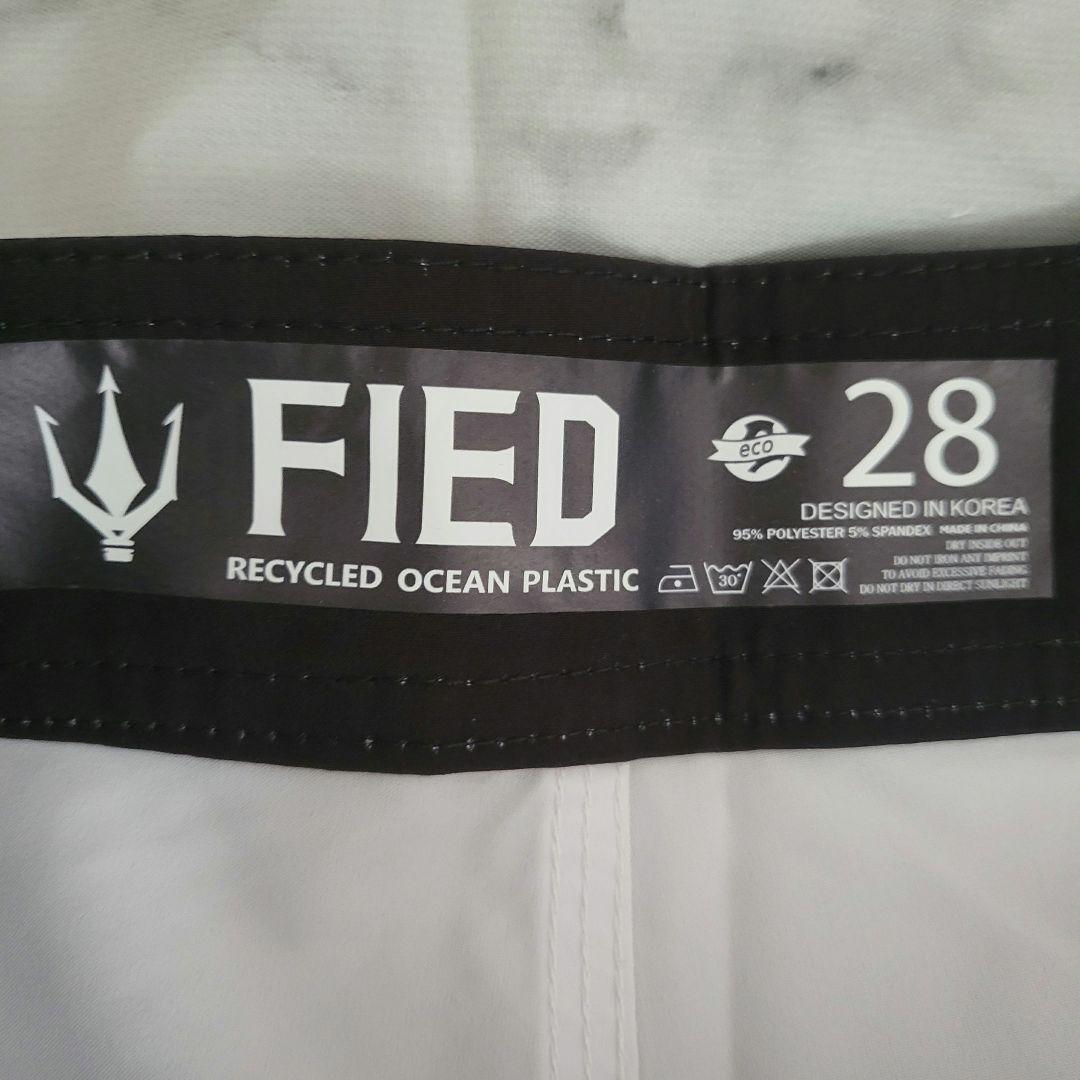 FIED
RECYCLED OCEAN PLASTIC
eco
28
DESIGNED IN KOREA
95% POLYESTER 5% SPANDEX MADE IN CHINA
30°
DRY INSIDE OUT
DO NOT IRON ANY IMPRINT
TO AVOID EXCESSIVE FADING
DO NOT DRY IN DIRECT SUNLIGHT